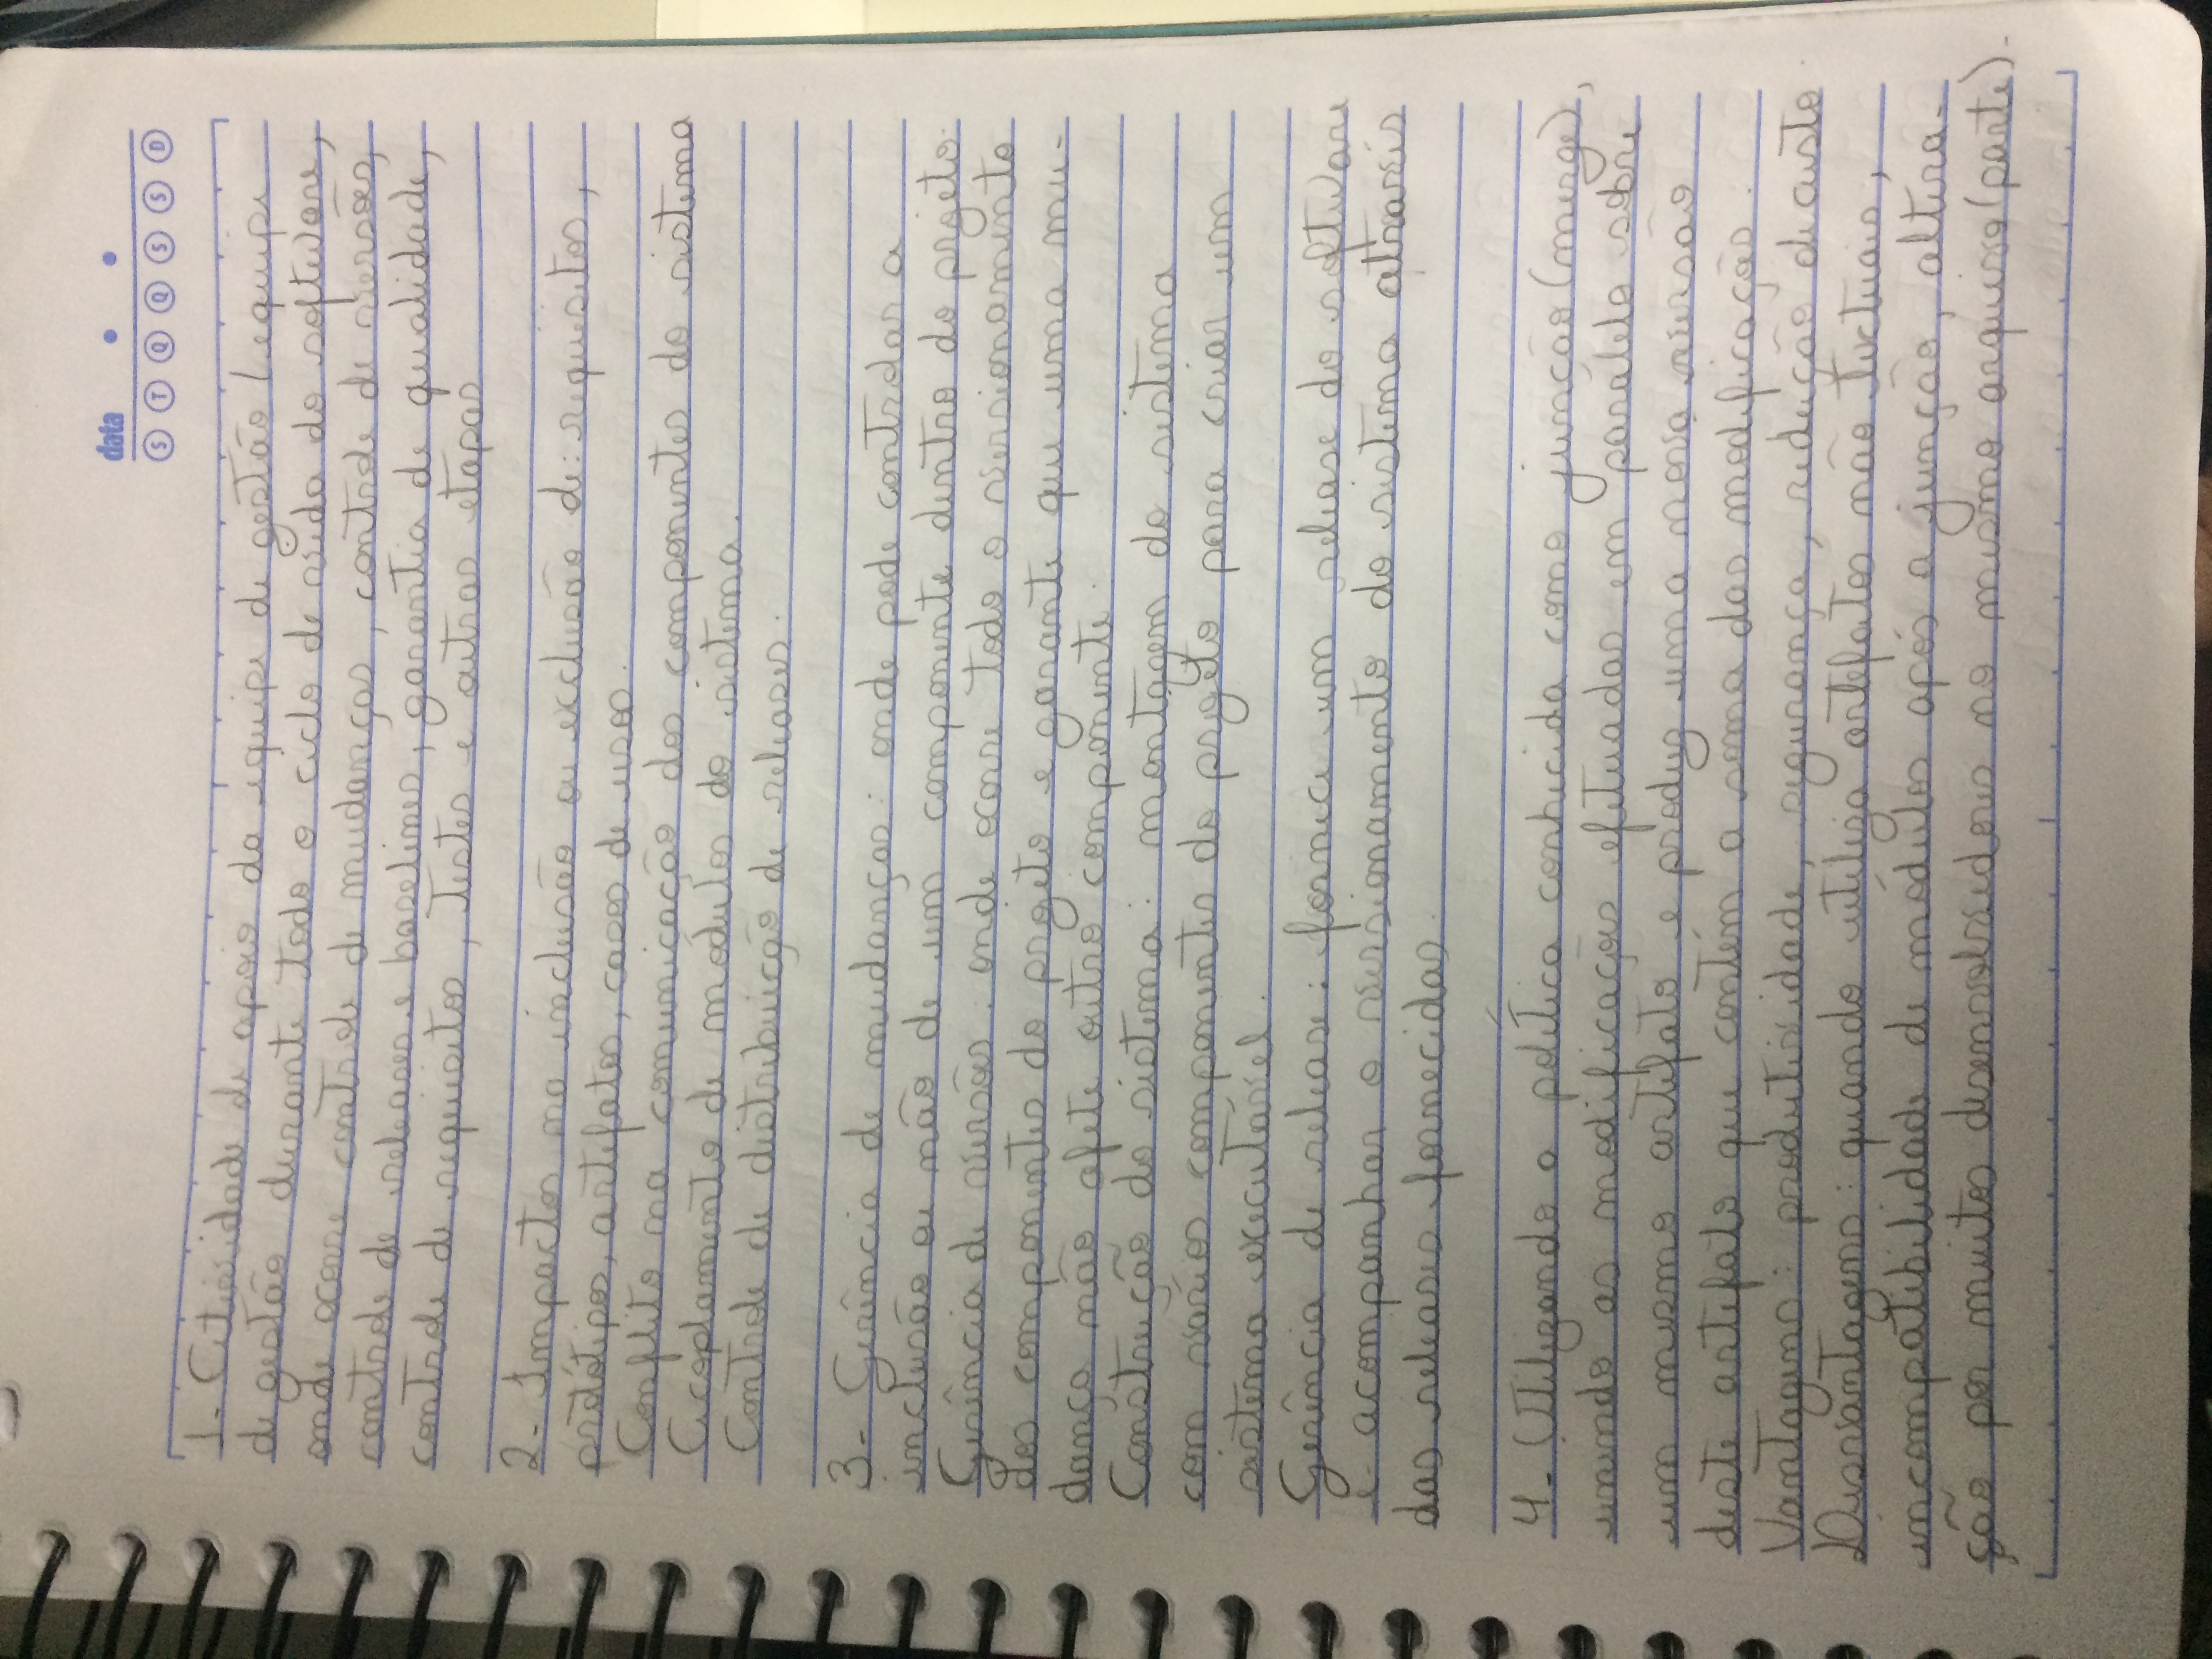 data
S T Q Q S S D
1- Atividade de apoio da equipe de gestão / equipe
de gestão durante todo o ciclo de vida do software,
onde ocorre controle de mudanças, controle de versões,
controle de releases e baselines, garantia de qualidade,
controle de requisitos, testes e outras etapas
2- Impactos na inclusão ou exclusão de: requisitos,
protótipos, artefatos, casos de usos.
Conflito na comunicação dos componentes do sistema
Acoplamento de módulos do sistema.
Controle de distribuição de releases.
3- Gerência de mudanças: onde pode controlar a
inclusão ou não de um componente dentro do projeto.
Gerência de versão: onde ocorre todo o versionamento
dos componentes do projeto e garante que uma mu-
dança não afete outro componente.
Construção do sistema: montagem do sistema
com vários componentes do projeto para criar um
sistema executável.
Gerência de release: fornece um release do software
e acompanhar o versionamento do sistema através
das releases fornecidas.
4- Utilizando a política conhecida como junção (merge),
unindo as modificações efetuadas em paralelo sobre
um mesmo artefato e produz uma nova versão
deste artefato que contém a soma das modificações.
Vantagens: produtividade, segurança, redução de custo
Desvantagens: quando utiliza artefatos não textuais,
incompatibilidade de módulos após a junção, altera-
ção por muitos desenvolvedores no mesmo arquivo (parte).